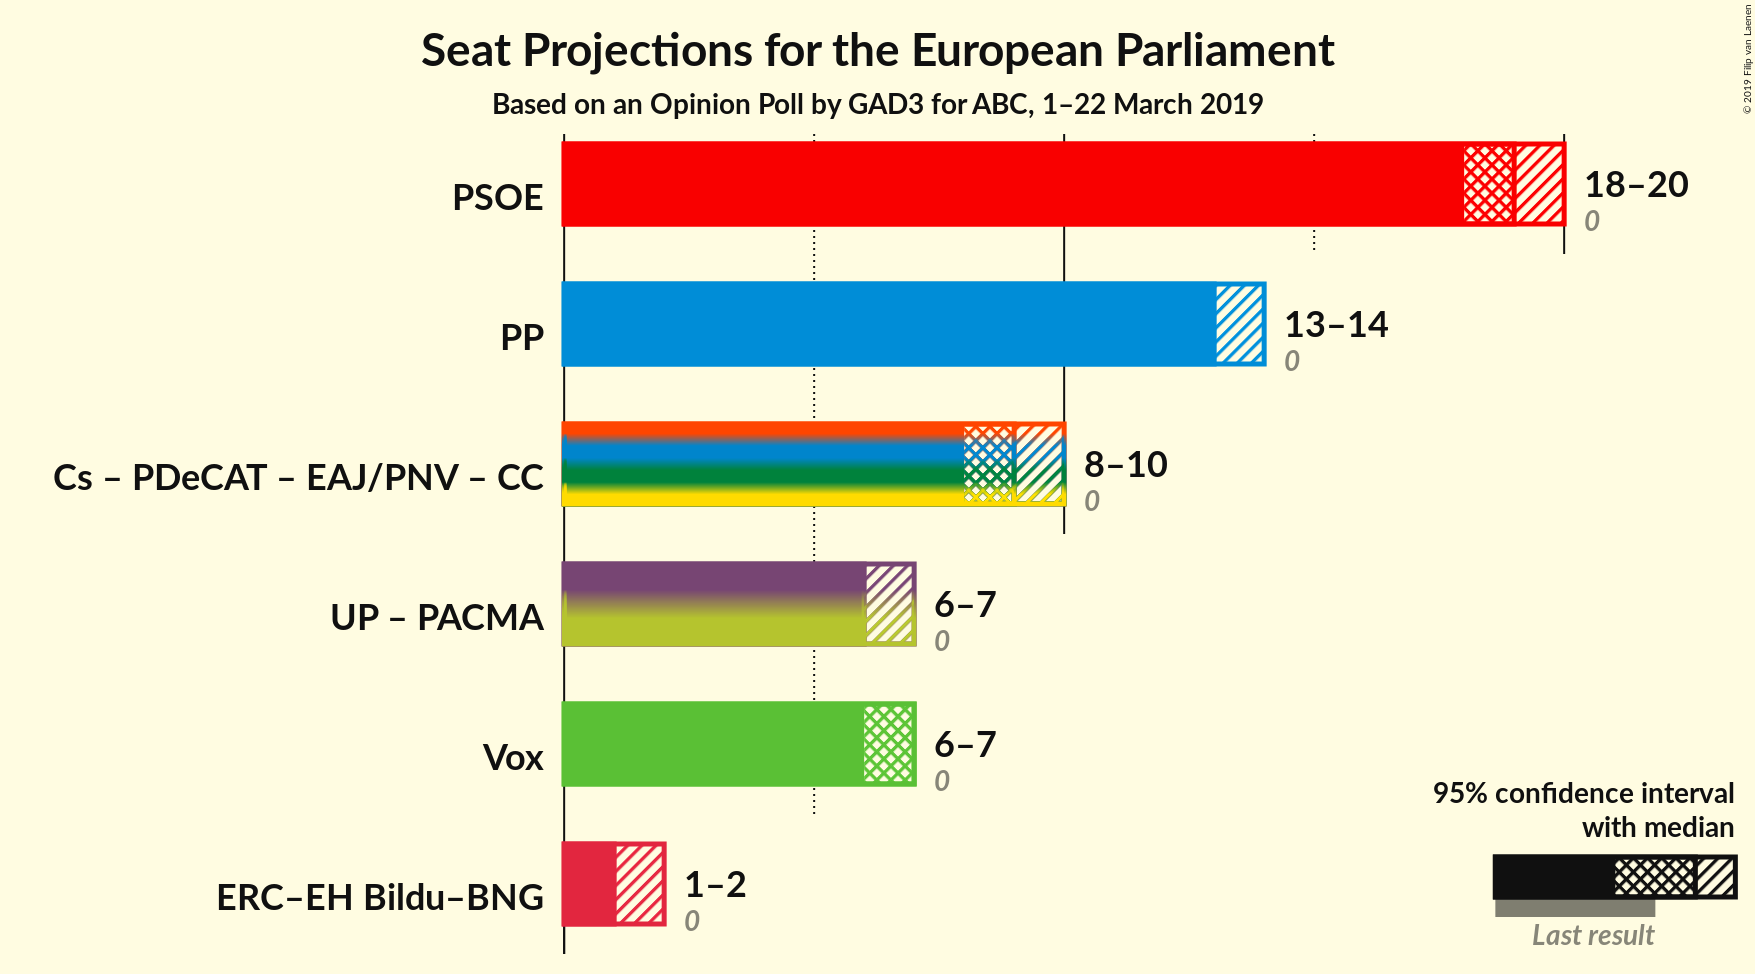 Seat Projections for the European Parliament
Based on an Opinion Poll by GAD3 for ABC, 1–22 March 2019
© 2019 Filip van Laenen
PSOE
18–20
0
PP
13–14
0
Cs – PDeCAT – EAJ/PNV – CC
8–10
0
UP – PACMA
6–7
0
Vox
6–7
0
ERC–EH Bildu–BNG
1–2
0
95% confidence interval
with median
Last result